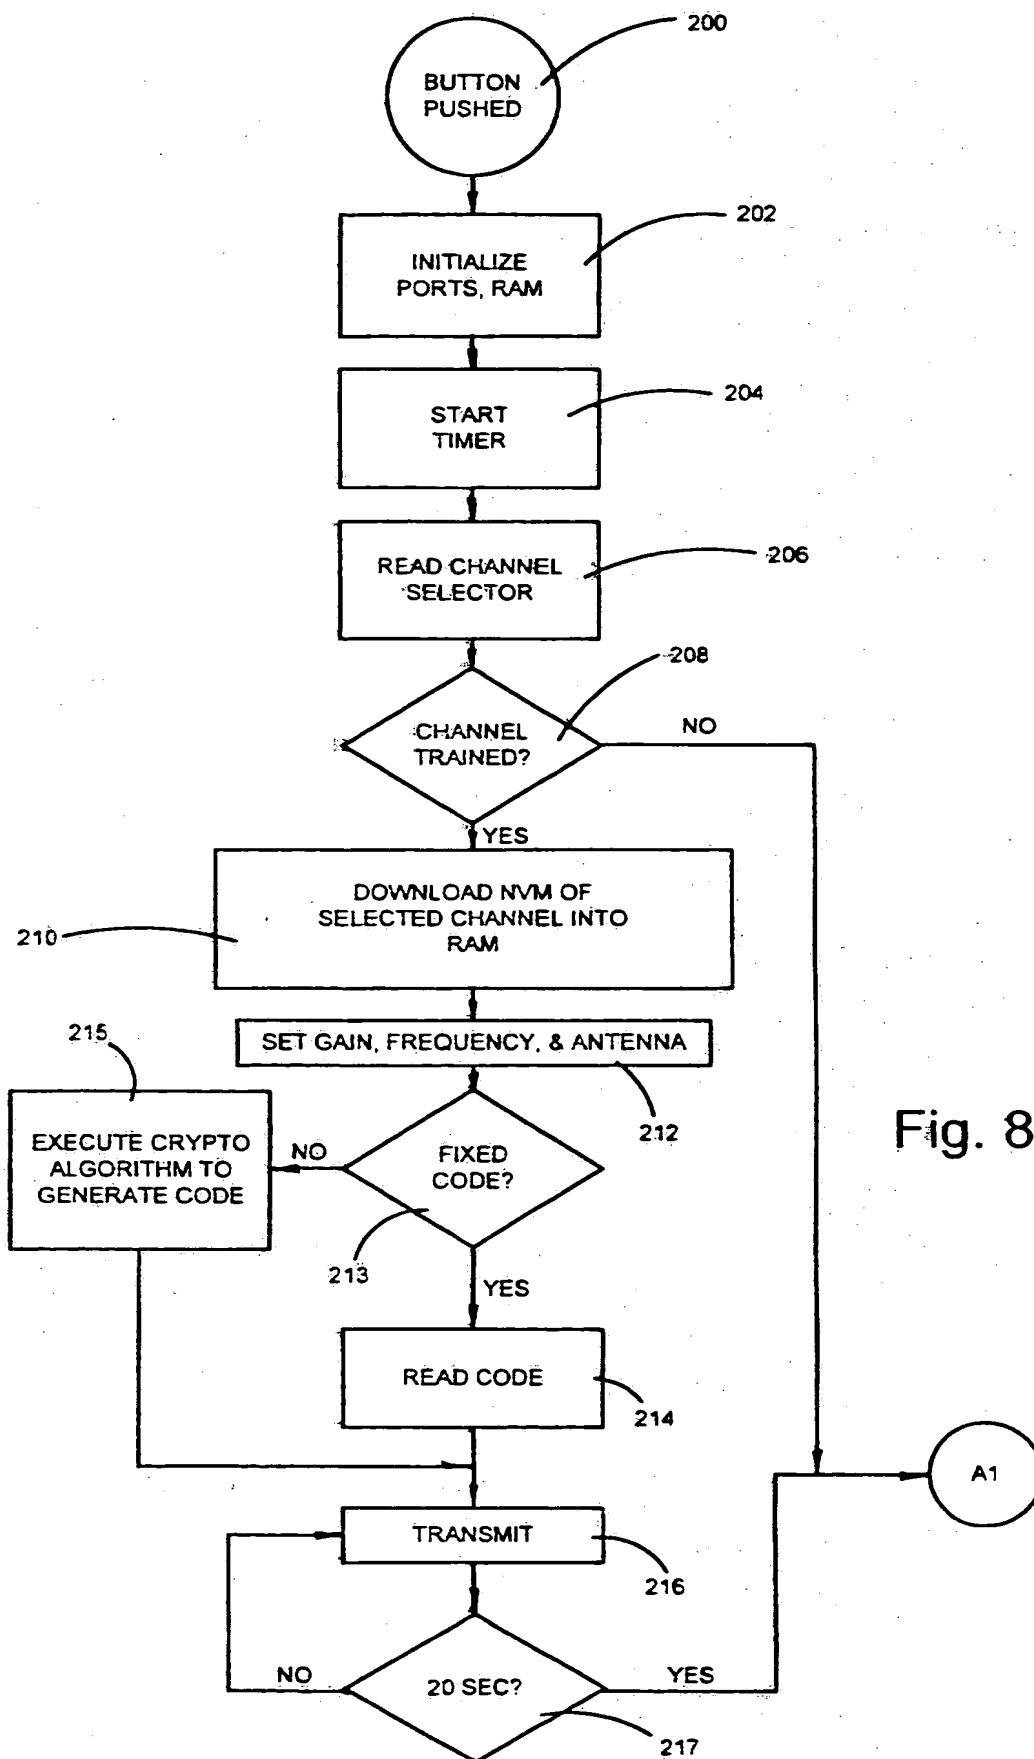 200
BUTTON
PUSHED
202
INITIALIZE
PORTS, RAM
204
START
TIMER
206
READ CHANNEL
SELECTOR
208
CHANNEL
TRAINED?
NO
YES
210
DOWNLOAD NVM OF
SELECTED CHANNEL INTO
RAM
215
SET GAIN, FREQUENCY, & ANTENNA
212
Fig. 8
EXECUTE CRYPTO
ALGORITHM TO
GENERATE CODE
NO
FIXED
CODE?
213
YES
READ CODE
214
A1
TRANSMIT
216
NO
20 SEC?
YES
217